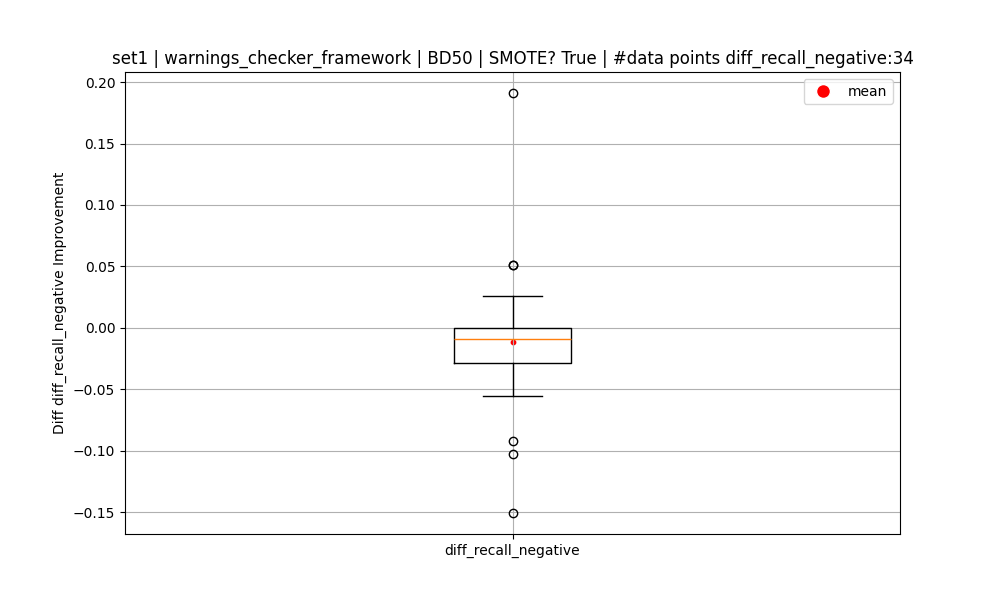 set1 | warnings_checker_framework | BD50 | SMOTE? True | #data points diff_recall_negative:34
mean
Diff diff_recall_negative Improvement
0.20
0.15
0.10
0.05
0.00
−0.05
−0.10
−0.15
diff_recall_negative